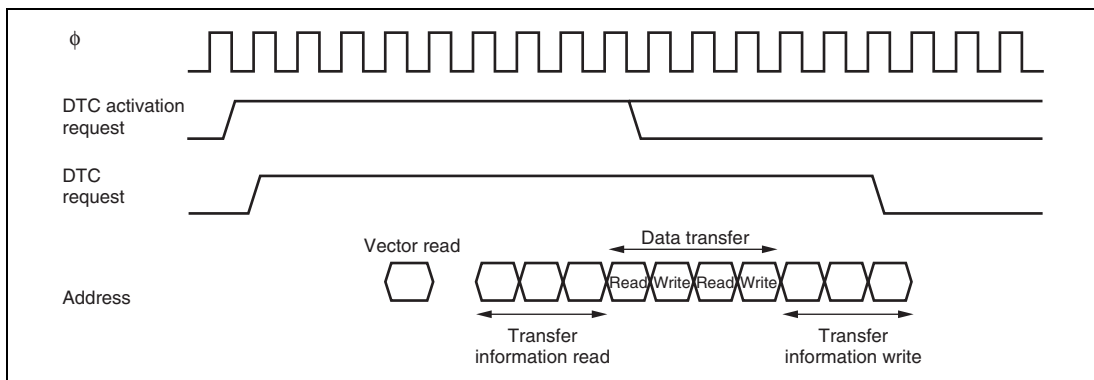 ϕ
DTC activation
request
DTC
request
Vector read
Data transfer
Address
Read Write Read Write
Transfer
information read
Transfer
information write